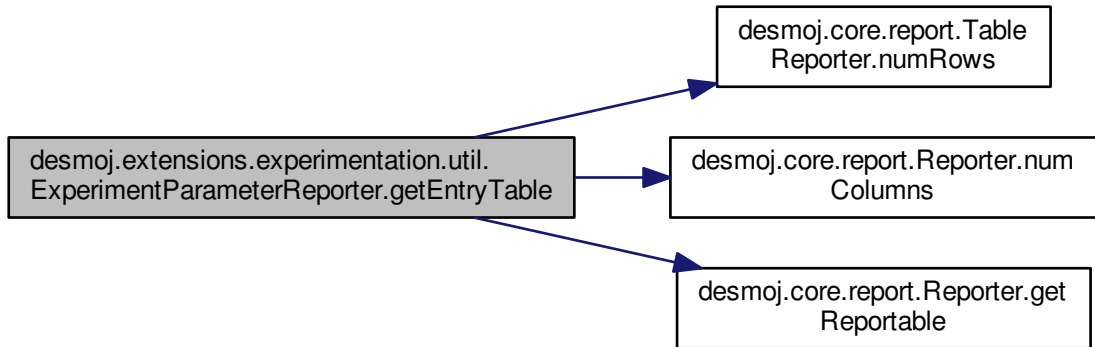 desmoj.core.report.Table
Reporter.numRows
desmoj.extensions.experimentation.util.
ExperimentParameterReporter.getEntryTable
desmoj.core.report.Reporter.num
Columns
desmoj.core.report.Reporter.get
Reportable